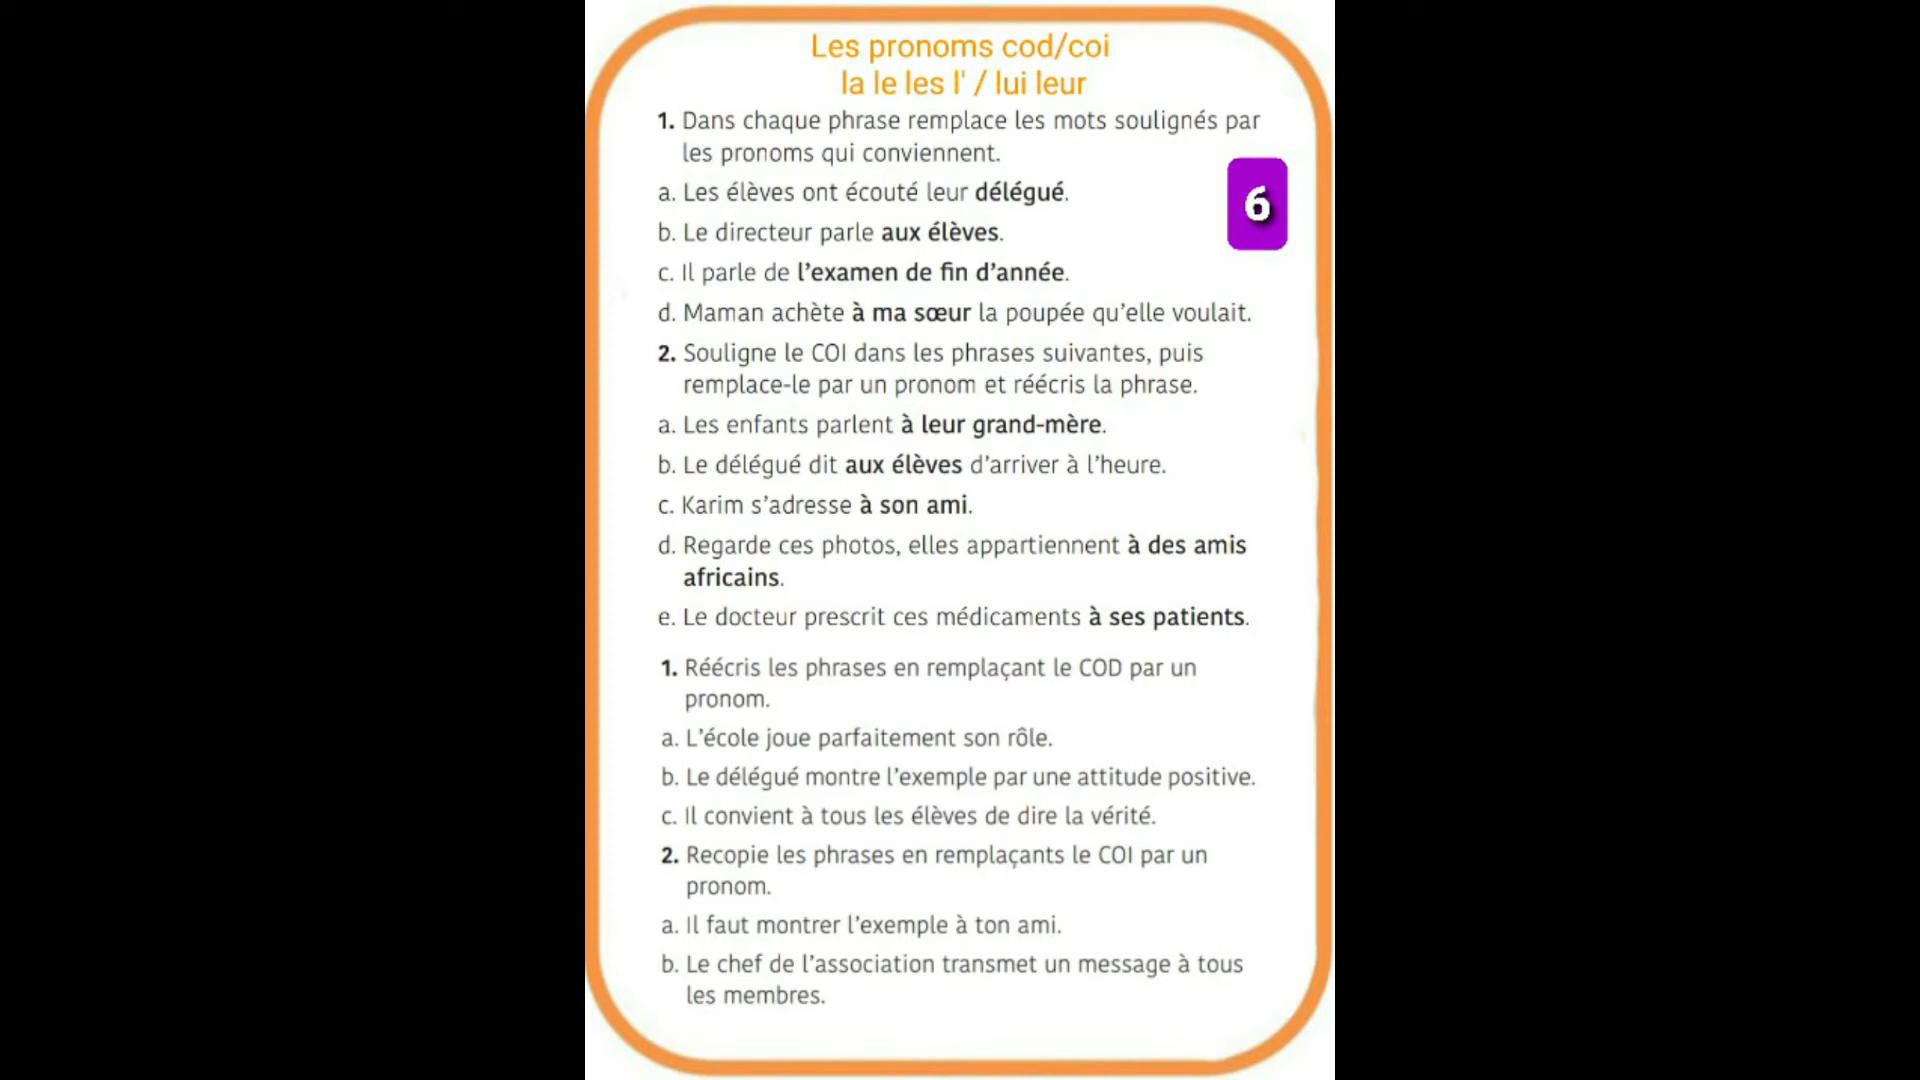 Les pronoms cod/coi
la le les l' / lui leur
1. Dans chaque phrase remplace les mots soulignés par
les pronoms qui conviennent.
6
a. Les élèves ont écouté leur délégué.
b. Le directeur parle aux élèves.
c. Il parle de l'examen de fin d'année.
d. Maman achète à ma sœur la poupée qu'elle voulait.
2. Souligne le COI dans les phrases suivantes, puis
remplace-le par un pronom et réécris la phrase.
a. Les enfants parlent à leur grand-mère.
b. Le délégué dit aux élèves d'arriver à l'heure.
c. Karim s'adresse à son ami.
d. Regarde ces photos, elles appartiennent à des amis
africains.
e. Le docteur prescrit ces médicaments à ses patients.
1. Réécris les phrases en remplaçant le COD par un
pronom.
a. L'école joue parfaitement son rôle.
b. Le délégué montre l'exemple par une attitude positive.
c. Il convient à tous les élèves de dire la vérité.
2. Recopie les phrases en remplaçants le COI par un
pronom.
a. Il faut montrer l'exemple à ton ami.
b. Le chef de l'association transmet un message à tous
les membres.